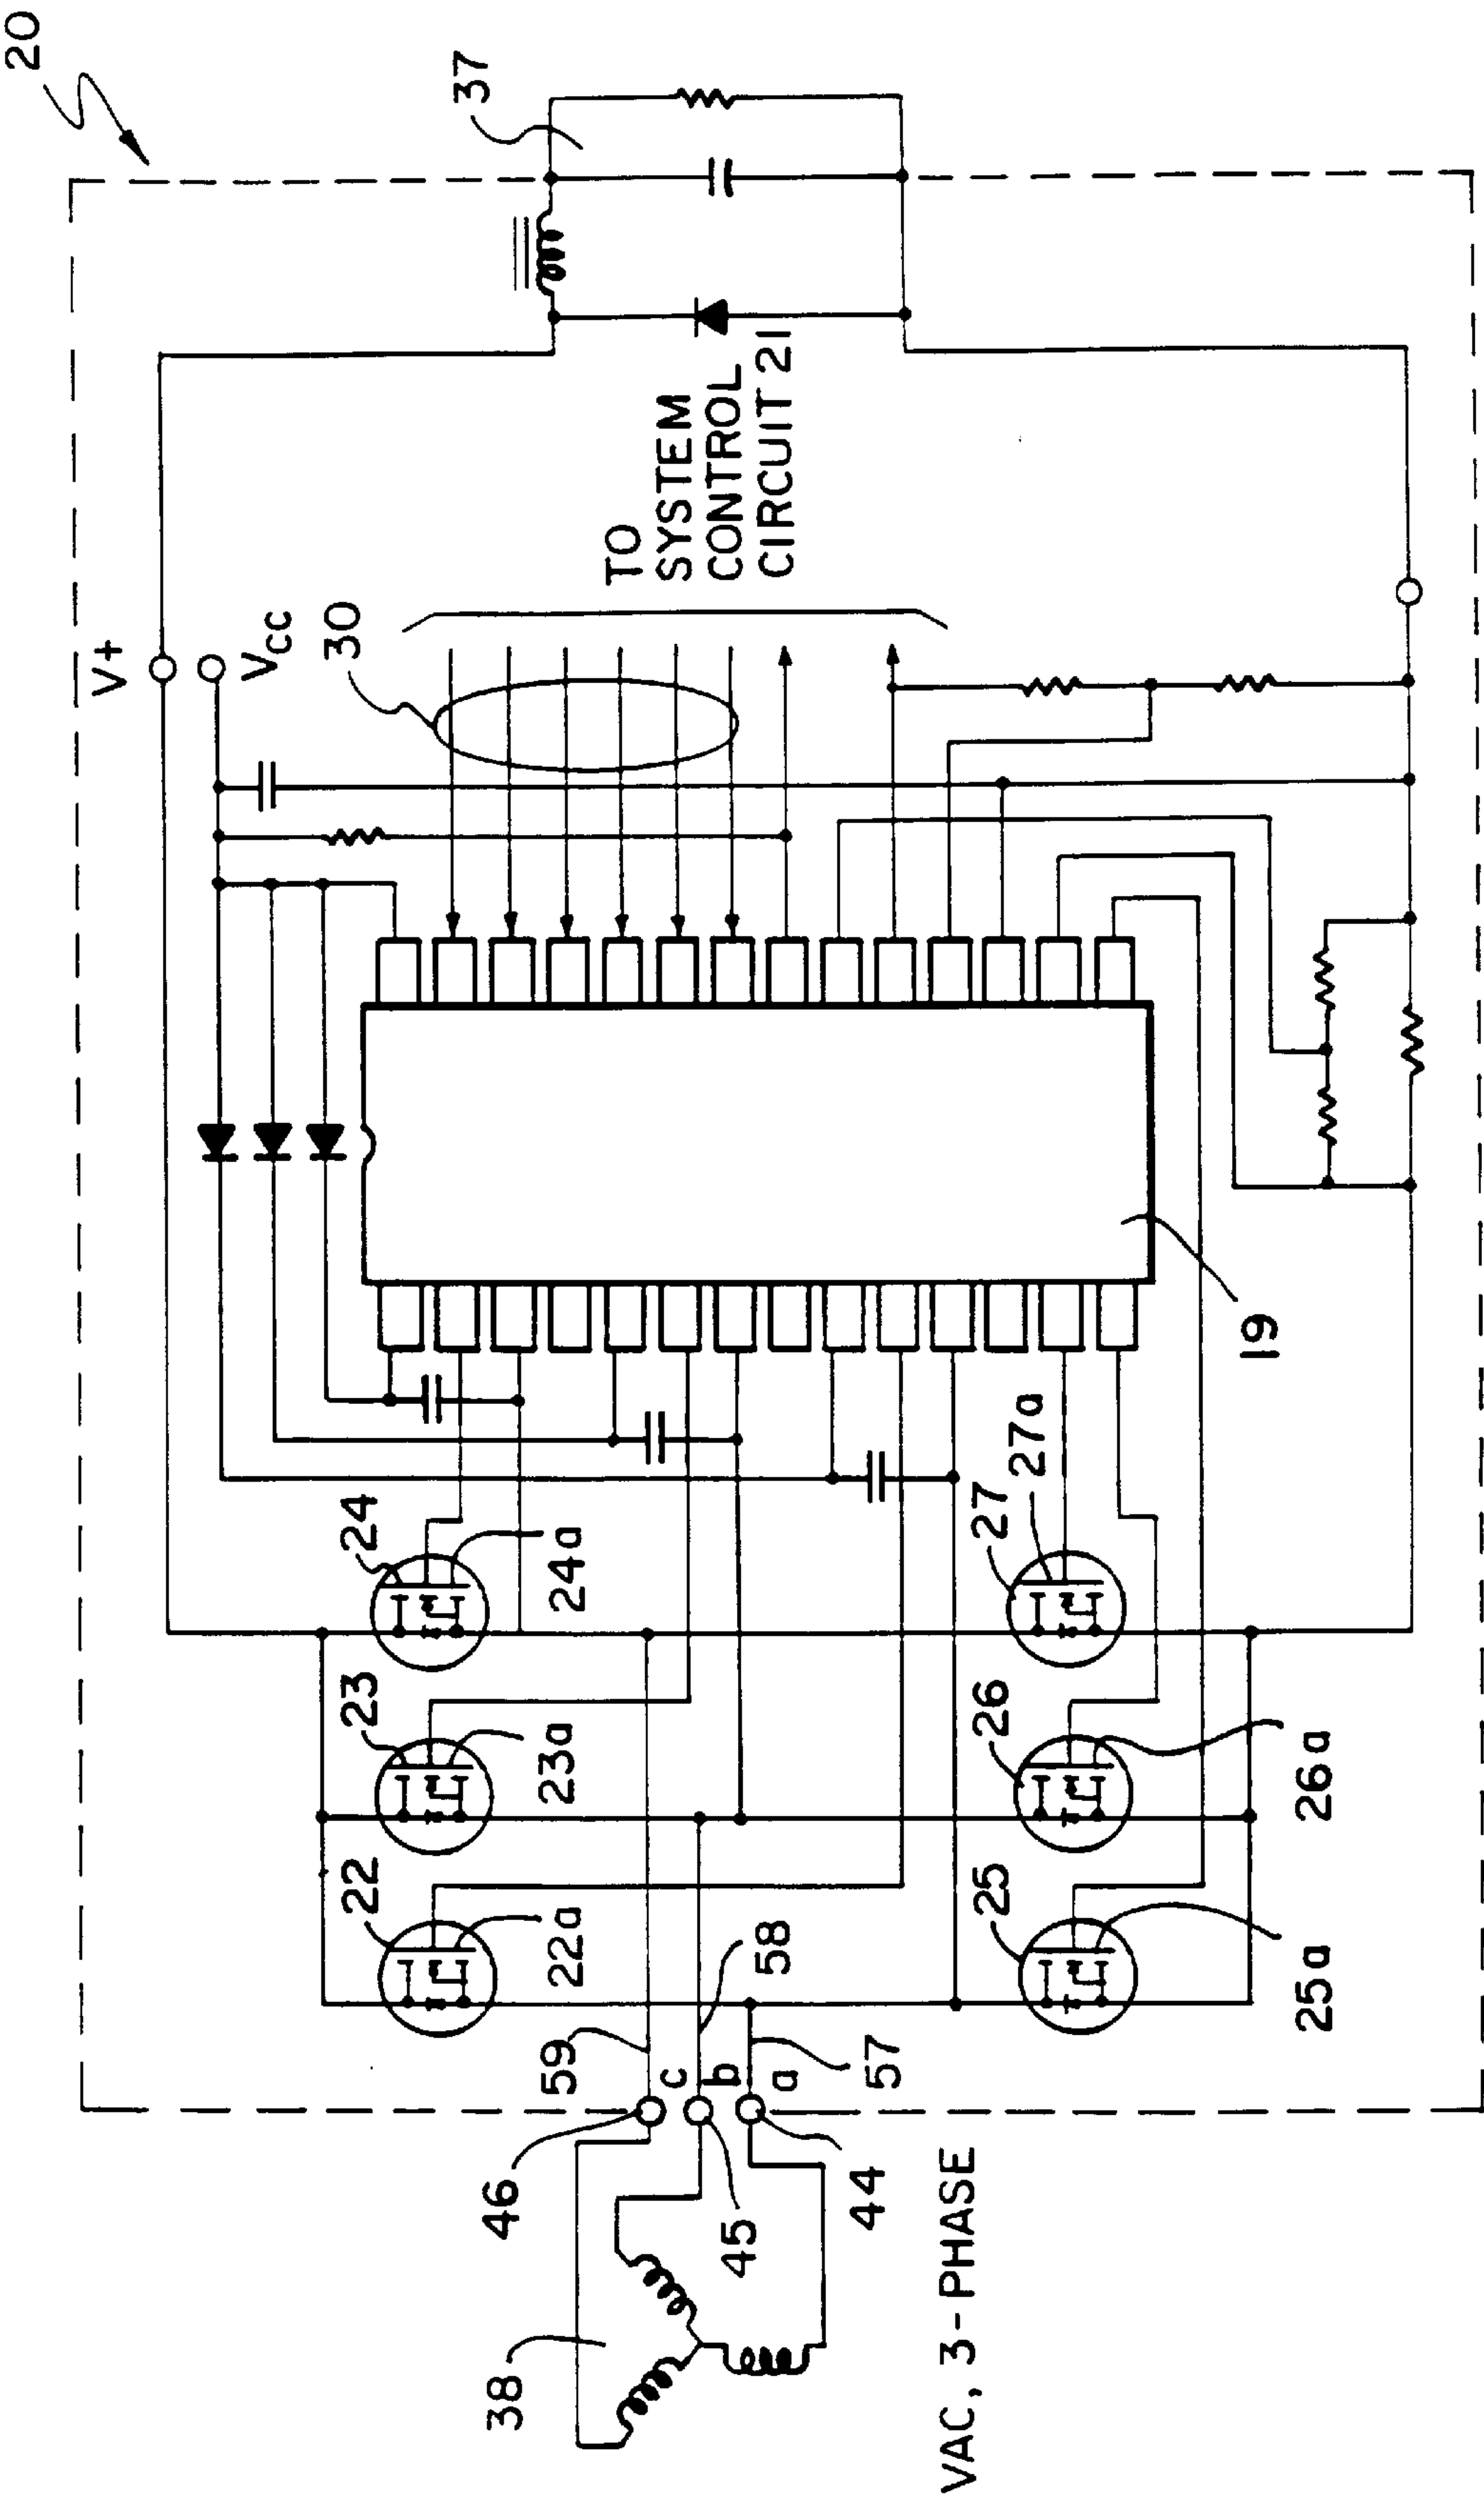 20
V+
Vcc
30
37
TO
SYSTEM
CONTROL
CIRCUIT 21
19
24
24a
27
27a
23
23a
26
26a
22
22a
25
25a
59
58
57
c
b
a
46
45
44
38
VAC, 3-PHASE